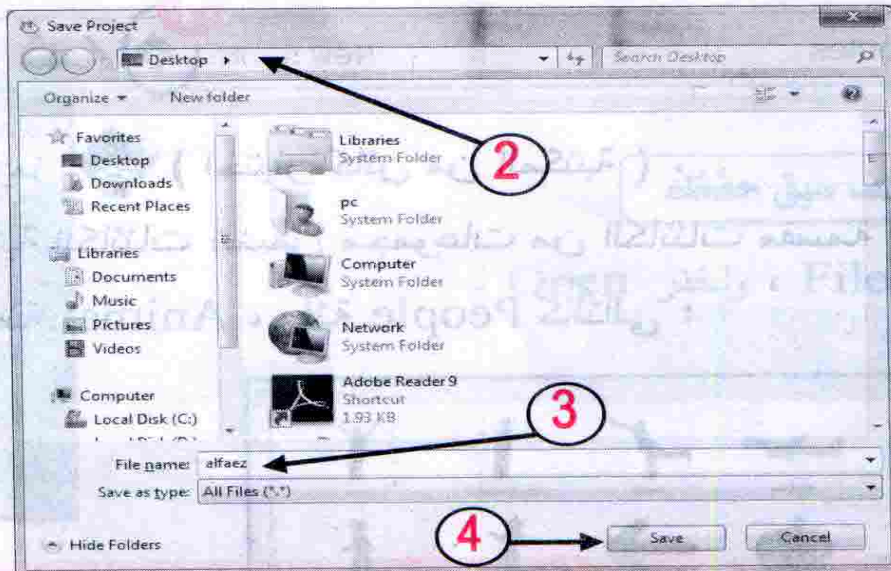 Save Project
Desktop
Search Desktop
Organize
New folder
Favorites
Desktop
Downloads
Recent Places
Libraries
Documents
Music
Pictures
Videos
Computer
Local Disk (C:)
Libraries
System Folder
pc
System Folder
Computer
System Folder
Network
System Folder
Adobe Reader 9
Shortcut
1.93 KB
2
3
File name: alfaez
Save as type: All Files (*.*)
4
Hide Folders
Save
Cancel